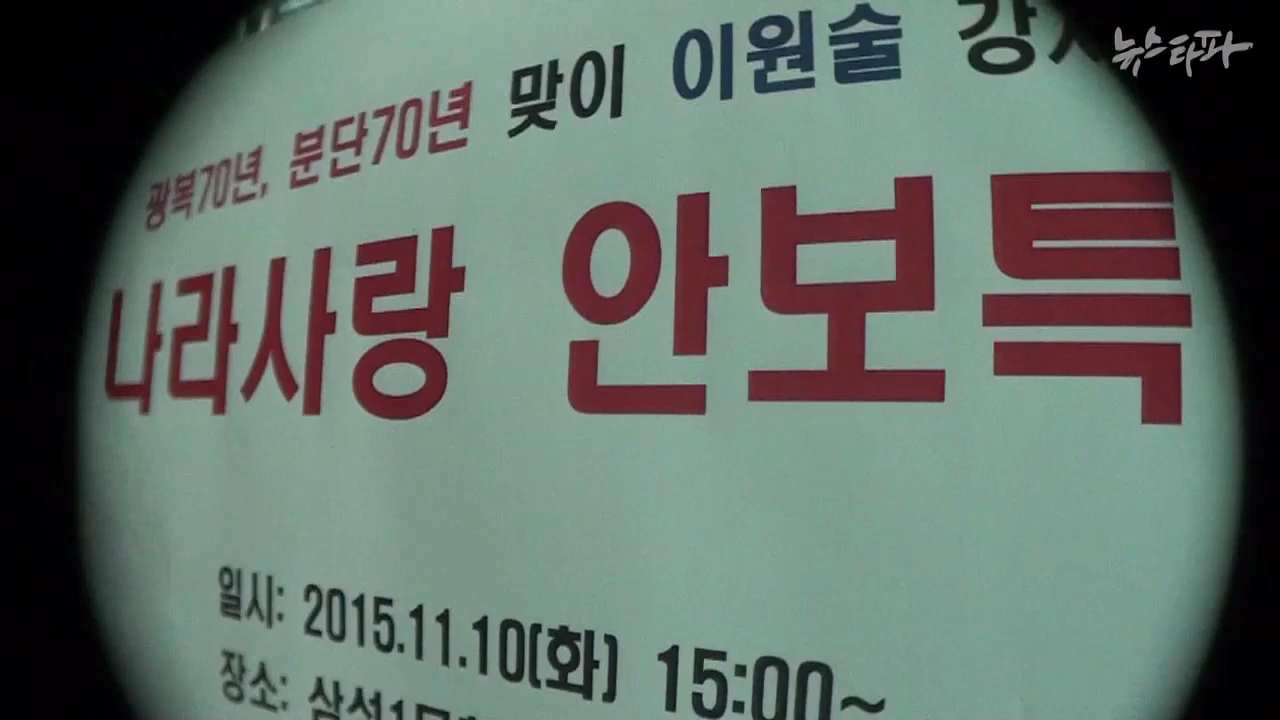 뉴스타파
광복70년, 분단70년 맞이 이원술 강
나라사랑 안보특
일시: 2015.11.10(화) 15:00~
장소: